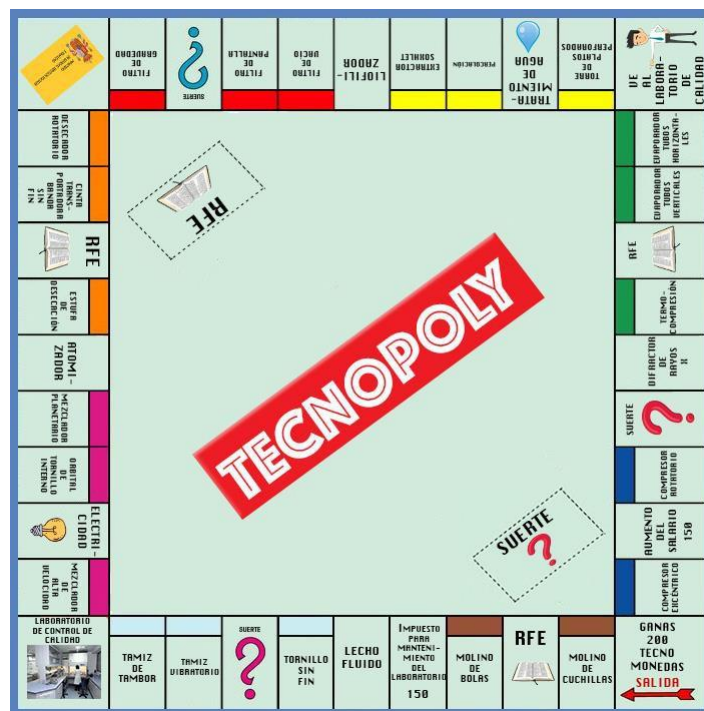 FILTRO
DE
GRAVEDAD
SUERTE
FILTRO
DE
PANTALLA
FILTRO
DE
VACIO
LIOFILI-
ZADOR
EXTRACTOR
SOXHLET
PERCOLACIÓN
TRATA-
MIENTO
DE
AGUA
TORRE
DE
PLATOS
PERFORADOS
VE
AL
LABORA-
TORIO
DE
CALIDAD
DESECADOR
ROTATORIO
CINTA
TRANS-
PORTADORA
BANDA
SIN
FIN
RFE
ESTUFA
DE
DESECACIÓN
ATOMI-
ZADOR
MEZCLADOR
PLANETARIO
ORBITAL
DE
TORNILLO
INTERNO
ELECTRI-
CIDAD
MEZCLADOR
DE
ALTA
VELOCIDAD
RFE
TECNOPOLY
SUERTE
EVAPORADOR
TUBOS
HORIZONTA-
LES
EVAPORADOR
TUBOS
VERTICALES
RFE
TERMO-
COMPRESIÓN
DIFRACTOR
DE
RAYOS
X
SUERTE
COMPRESOR
ROTATORIO
AUMENTO
DEL
SALARIO
150
COMPRESOR
EXCÉNTRICO
LABORATORIO
DE CONTROL DE
CALIDAD
TAMIZ
DE
TAMBOR
TAMIZ
VIBRATORIO
SUERTE
TORNILLO
SIN
FIN
LECHO
FLUIDO
IMPUESTO
PARA
MANTENI-
MIENTO
DEL
LABORATORIO
150
MOLINO
DE
BOLAS
RFE
MOLINO
DE
CUCHILLAS
GANAS
200
TECNO
MONEDAS
SALIDA